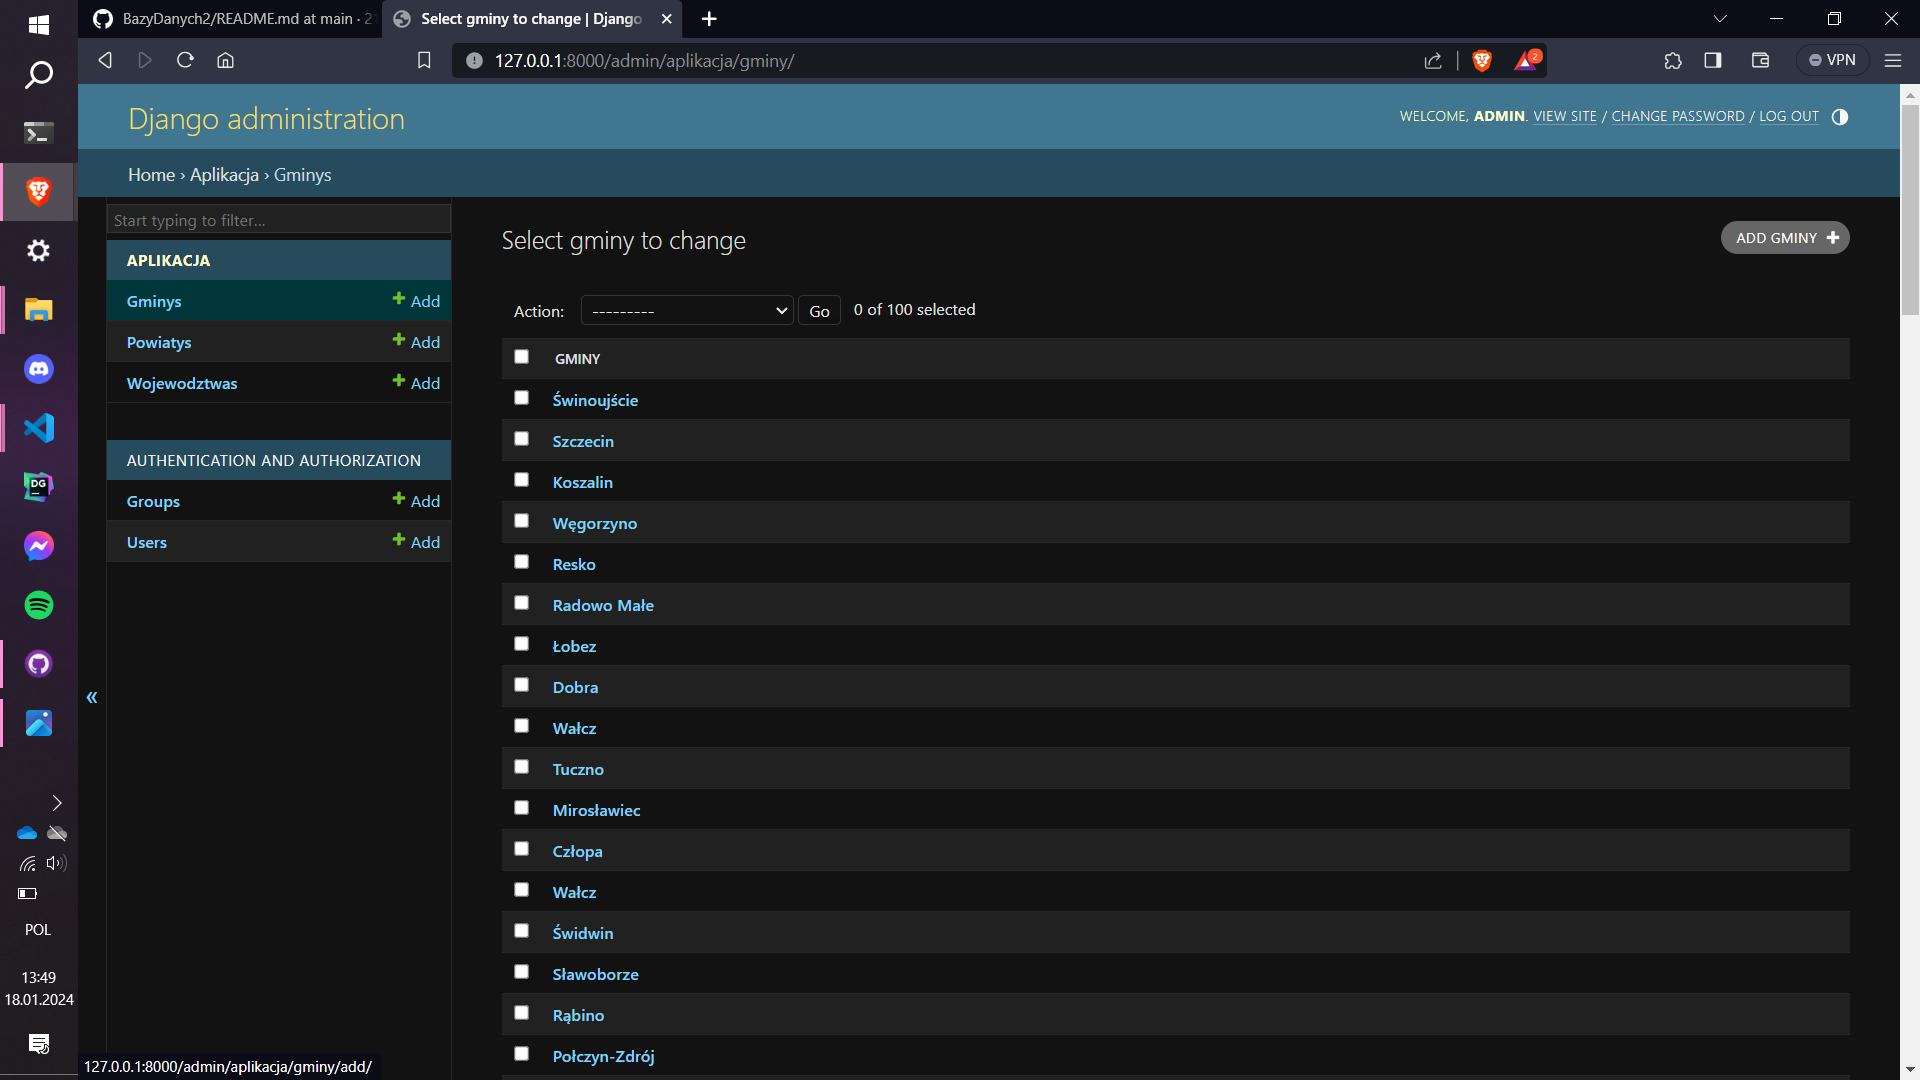 BazyDanych2/README.md at main · 2
Select gminy to change | Django
127.0.0.1:8000/admin/aplikacja/gminy/
2
VPN
Django administration
WELCOME, ADMIN. VIEW SITE / CHANGE PASSWORD / LOG OUT
Home › Aplikacja › Gminys
Start typing to filter...
APLIKACJA
Gminys
Add
Powiatys
Add
Wojewodztwas
Add
AUTHENTICATION AND AUTHORIZATION
Groups
Add
Users
Add
«
Select gminy to change
ADD GMINY
Action:
---------
Go
0 of 100 selected
GMINY
Świnoujście
Szczecin
Koszalin
Węgorzyno
Resko
Radowo Małe
Łobez
Dobra
Wałcz
Tuczno
Mirosławiec
Człopa
Wałcz
Świdwin
Sławoborze
Rąbino
Połczyn-Zdrój
DG
POL
13:49
18.01.2024
127.0.0.1:8000/admin/aplikacja/gminy/add/